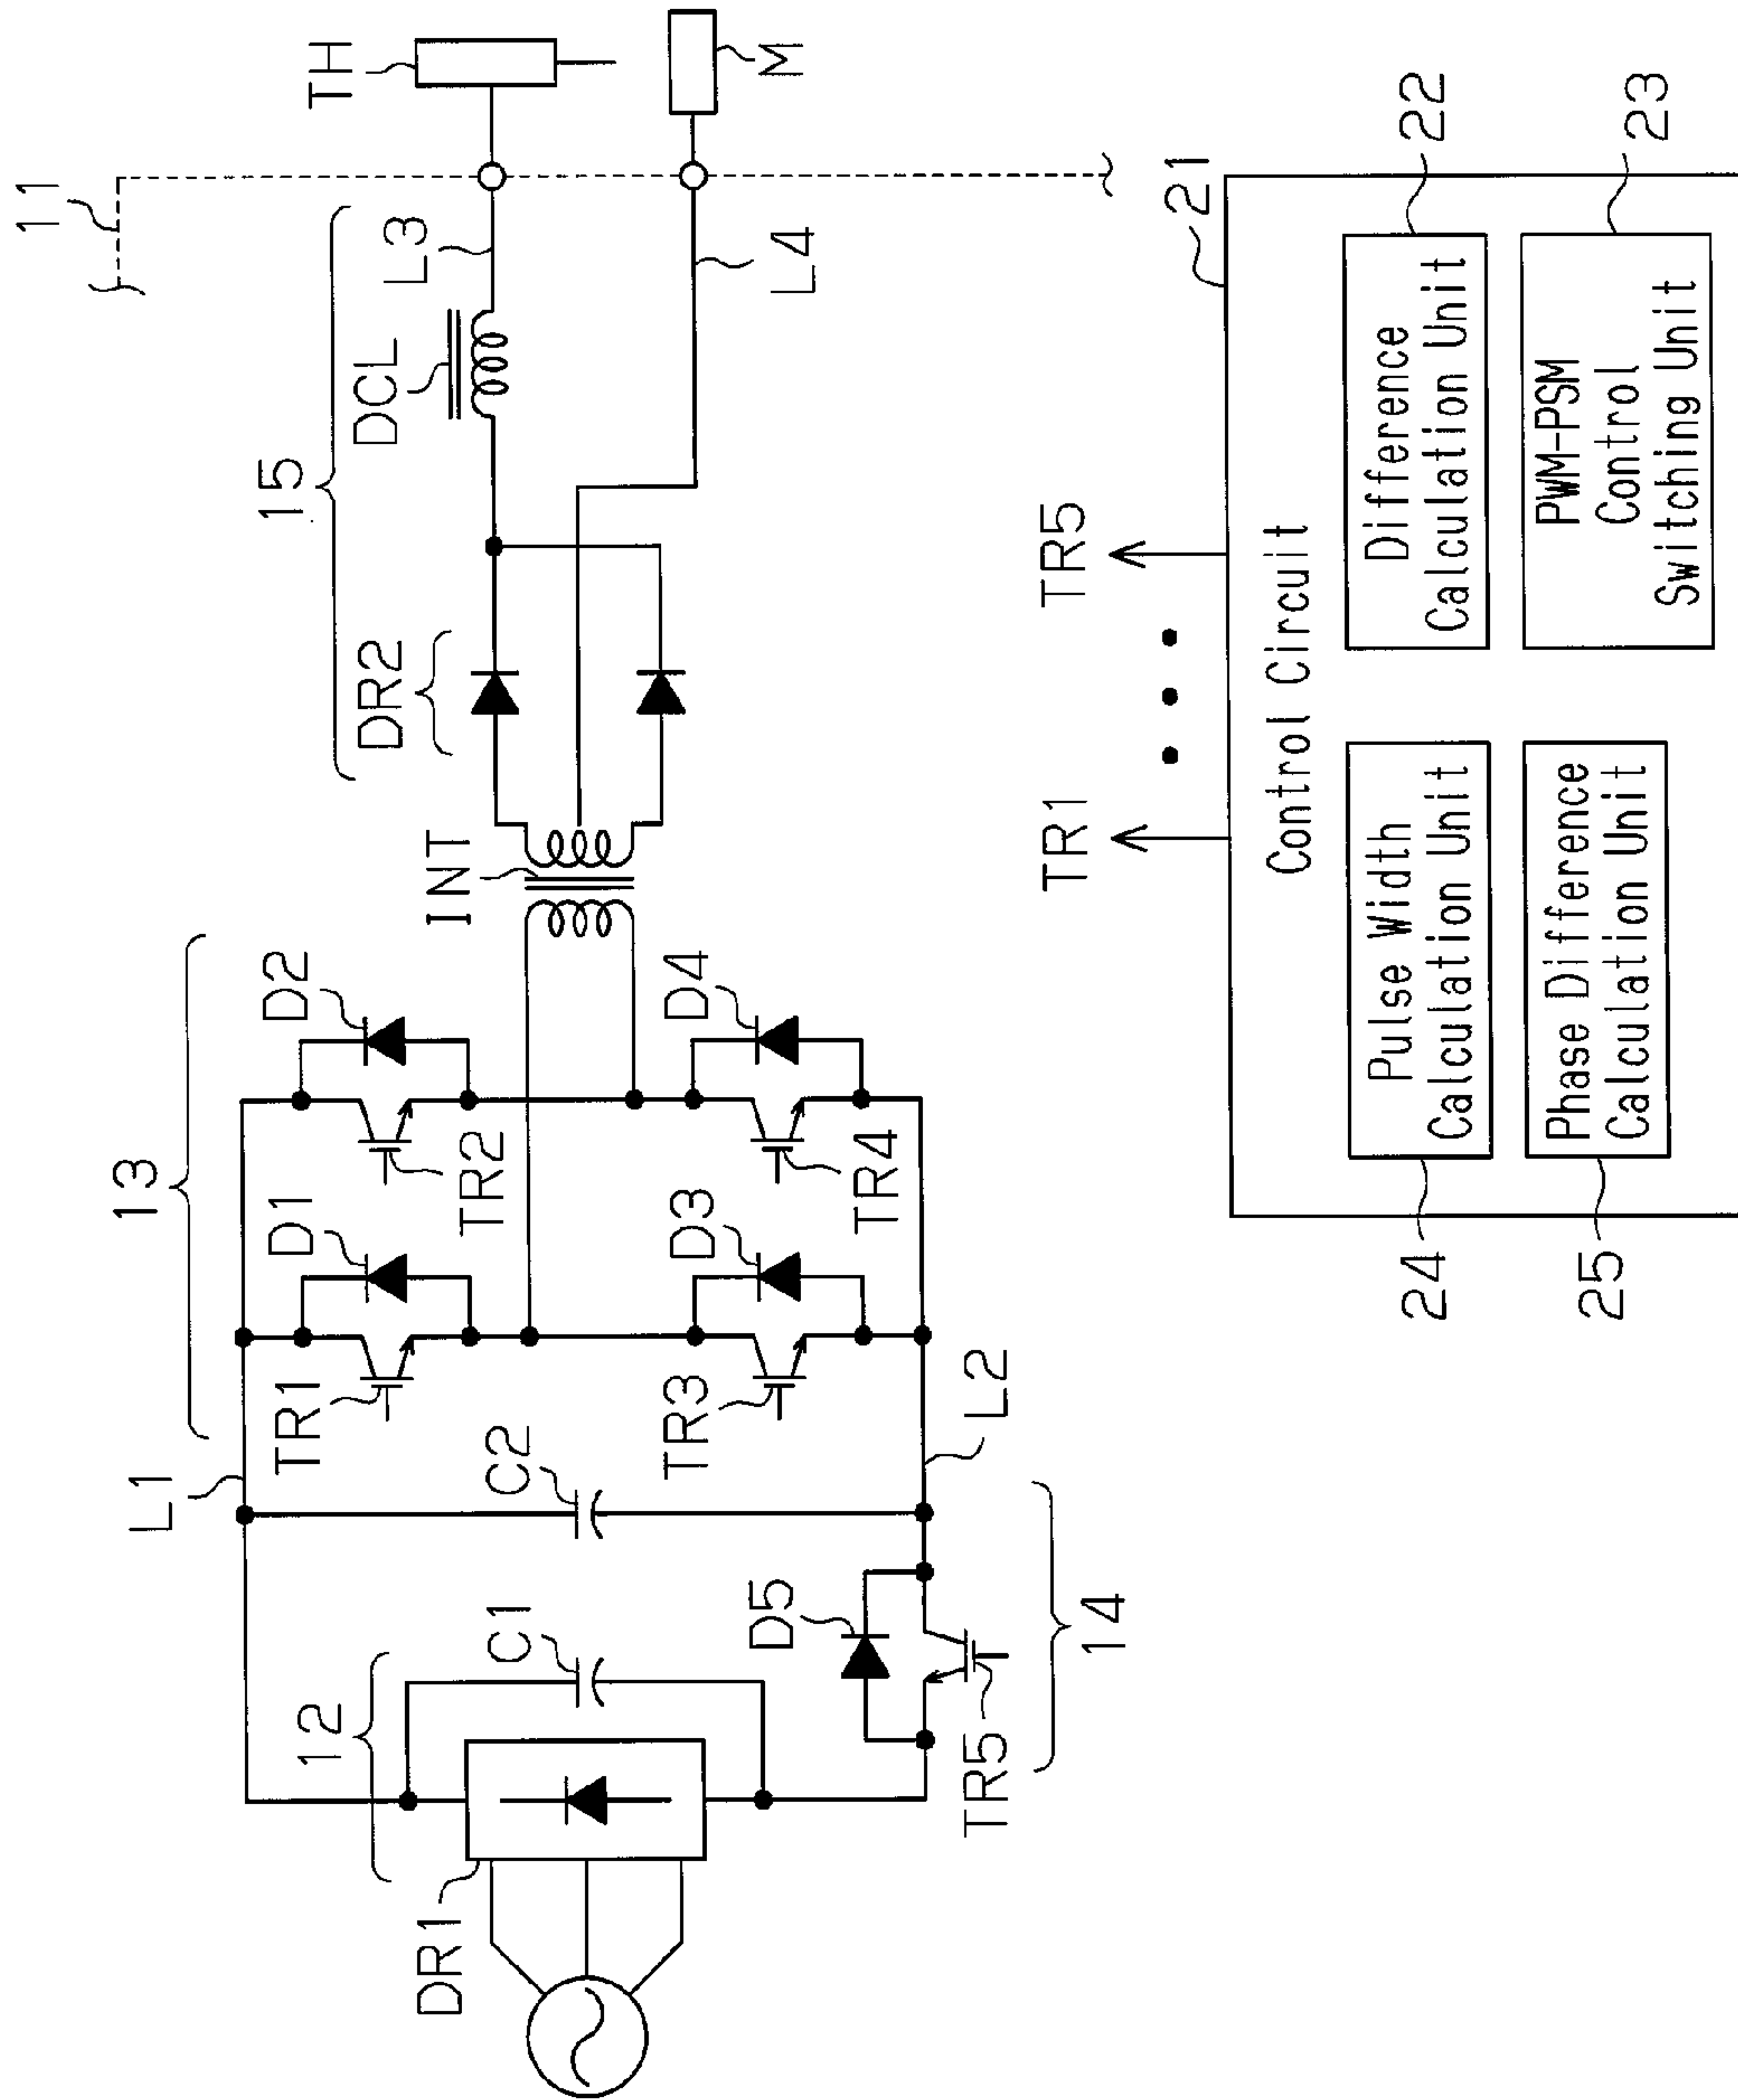 11
15
TH
DCL
L3
DR2
M
L4
INT
13
D2
D4
D1
TR2
D3
TR4
L1
TR1
TR3
C2
L2
12
C1
D5
14
DR1
TR5
TR1
TR5
21
Control Circuit
24
Pulse Width
Calculation Unit
22
Difference
Calculation Unit
25
Phase Difference
Calculation Unit
23
PWM-PSM
Control
Switching Unit